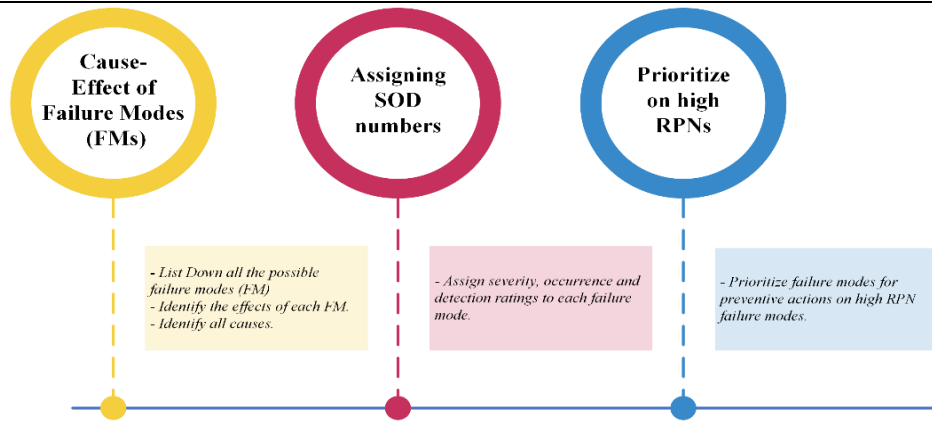 Cause-
Effect of
Failure Modes
(FMs)
Assigning
SOD
numbers
Prioritize
on high
RPNs
- List Down all the possible
failure modes (FM)
- Identify the effects of each FM.
- Identify all causes.
- Assign severity, occurrence and
detection ratings to each failure
mode.
- Prioritize failure modes for
preventive actions on high RPN
failure modes.